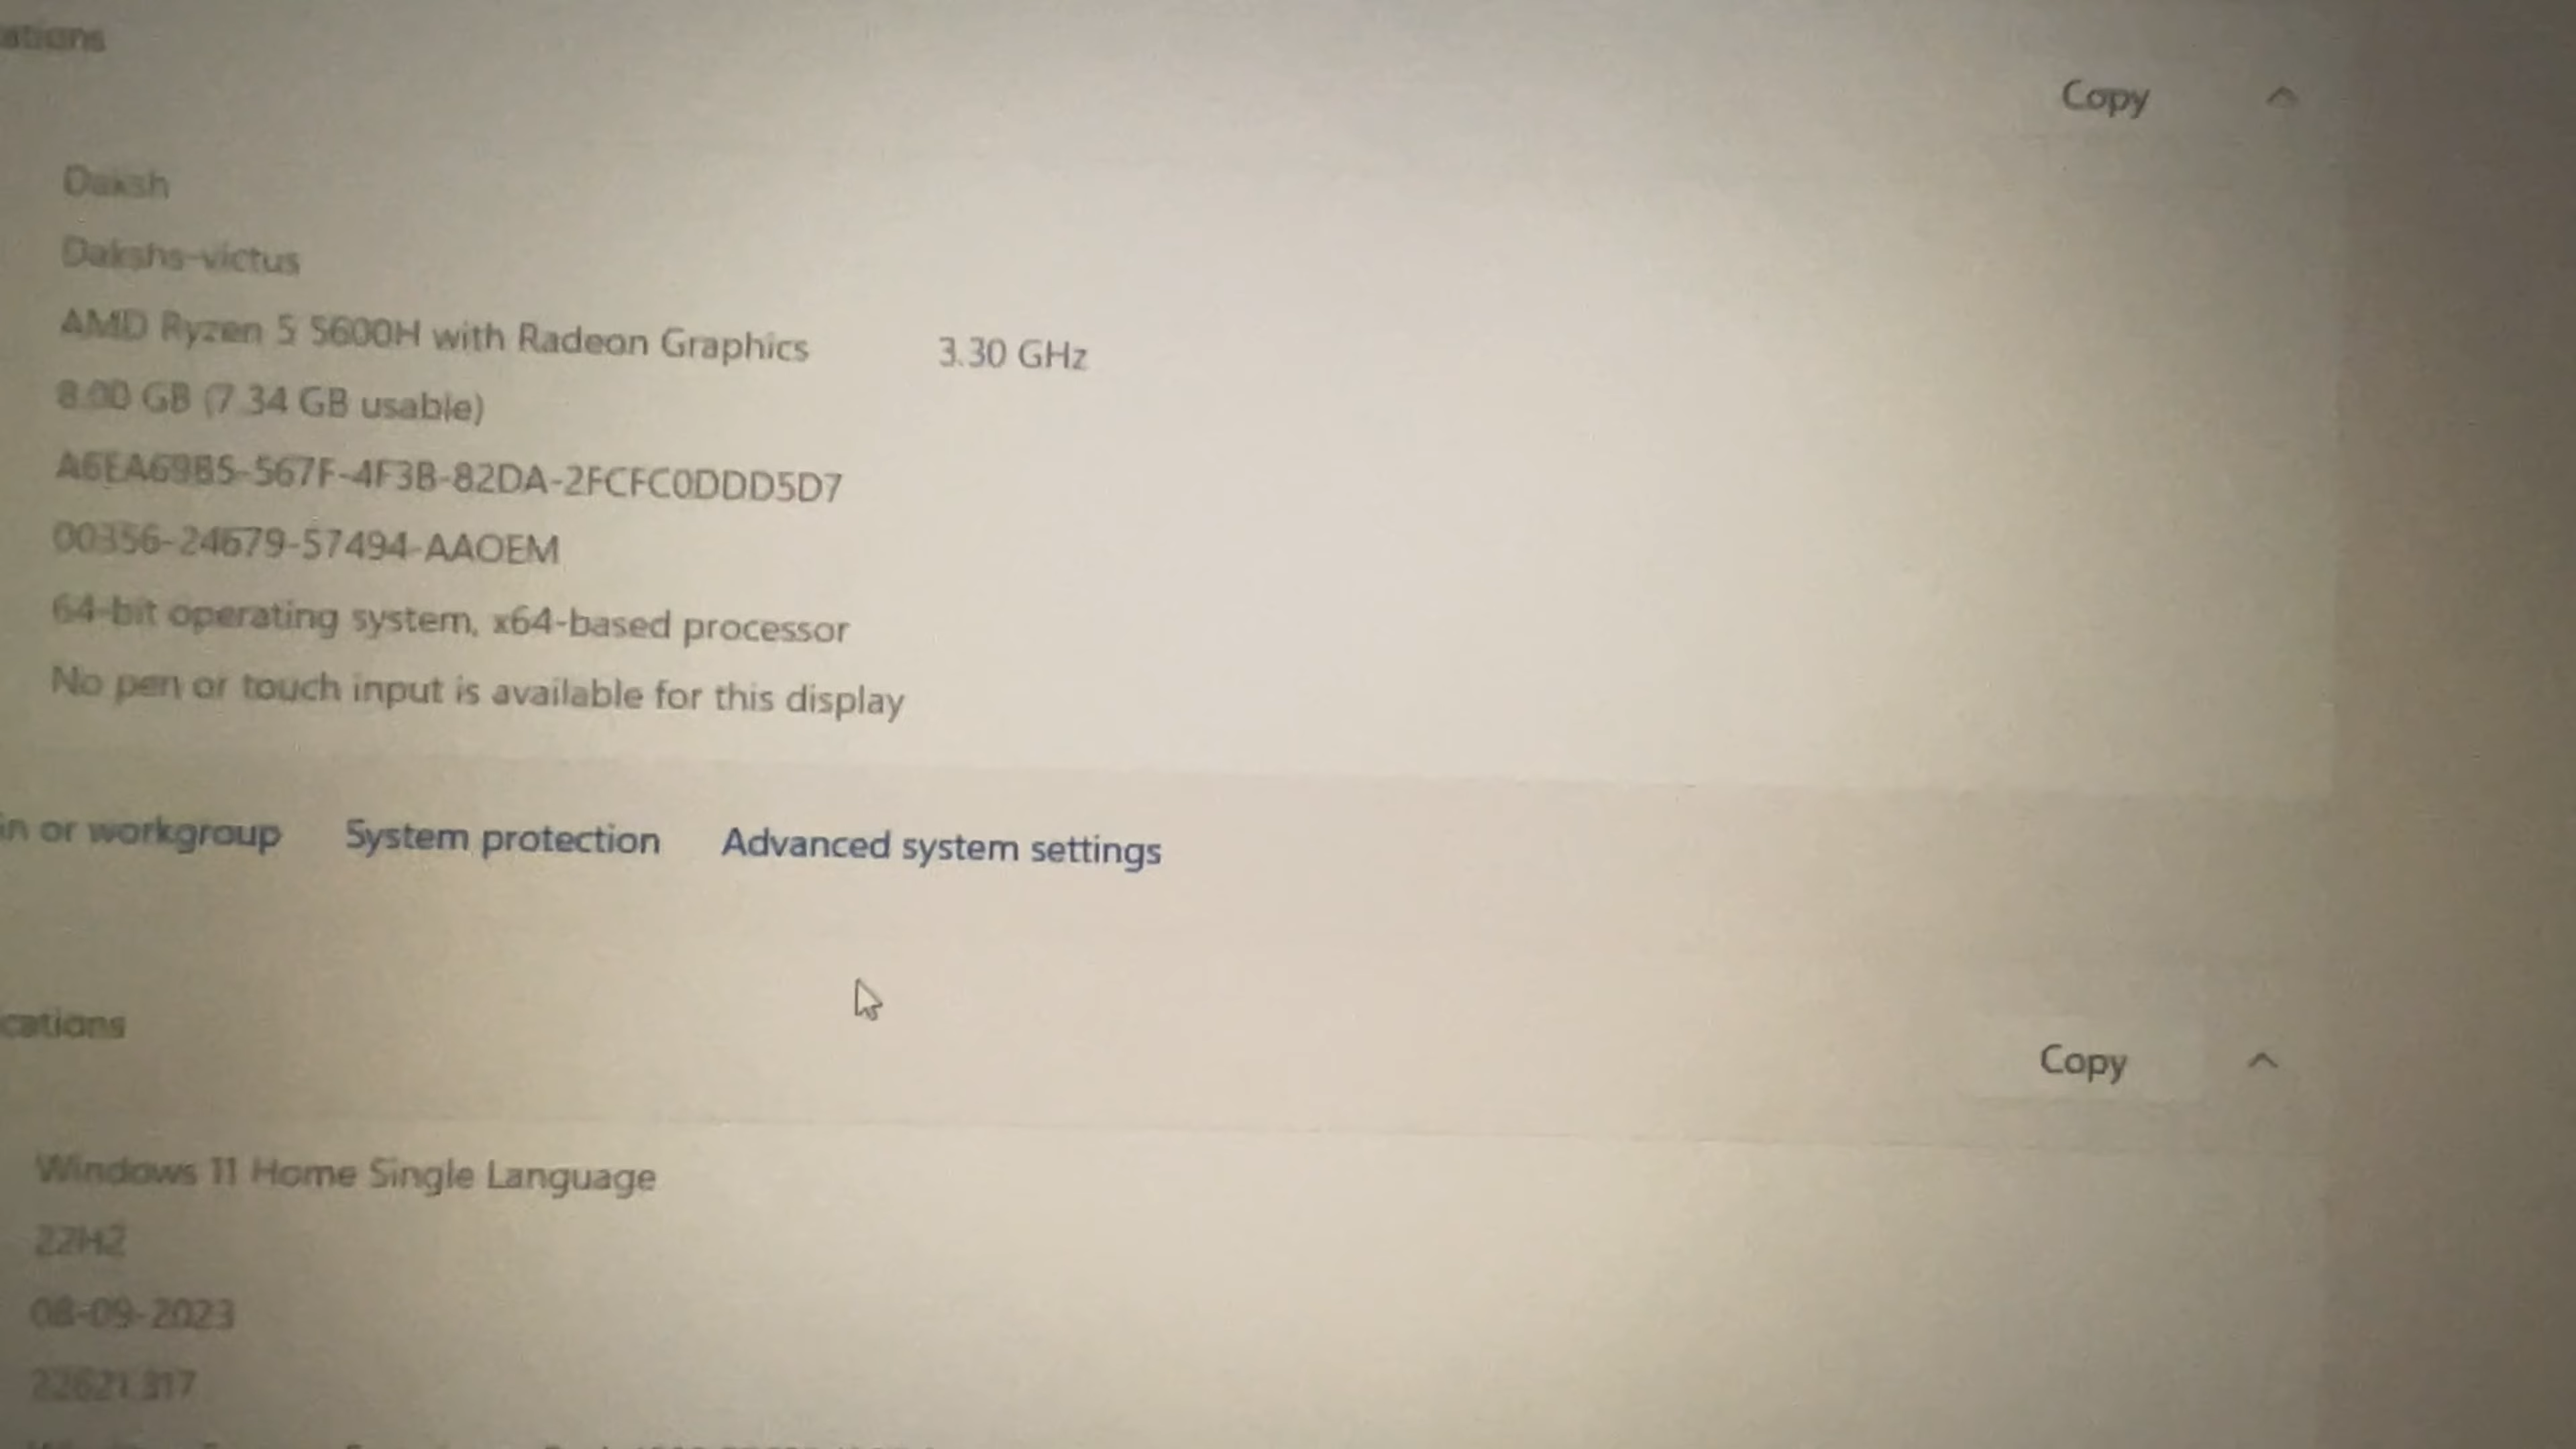 ations
Copy
Daksh
Dakshs-victus
AMD Ryzen 5 5600H with Radeon Graphics 3.30 GHz
8.00 GB (7.34 GB usable)
A6EA69B5-567F-4F3B-82DA-2FCFC0DDD5D7
00356-24679-57494-AAOEM
64-bit operating system, x64-based processor
No pen or touch input is available for this display
in or workgroup System protection Advanced system settings
cations
Copy
Windows 11 Home Single Language
22H2
08-09-2023
22621.317